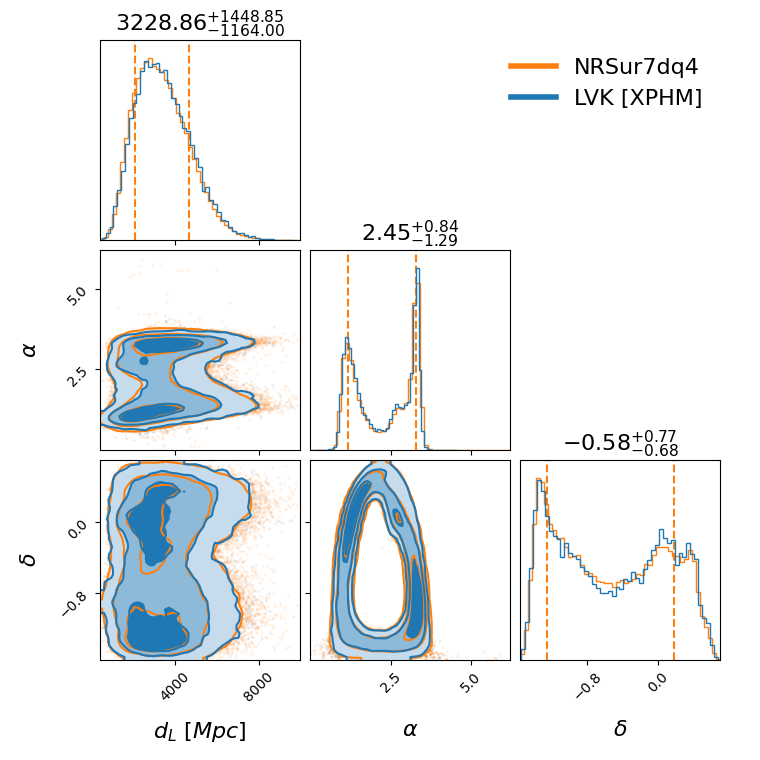 3228.86+1448.85−1164.00
NRSur7dq4
LVK [XPHM]
2.45+0.84−1.29
5.0
2.5
α
−0.58+0.77−0.68
0.0
−0.8
δ
4000
8000
2.5
5.0
−0.8
0.0
d_L [Mpc]
α
δ